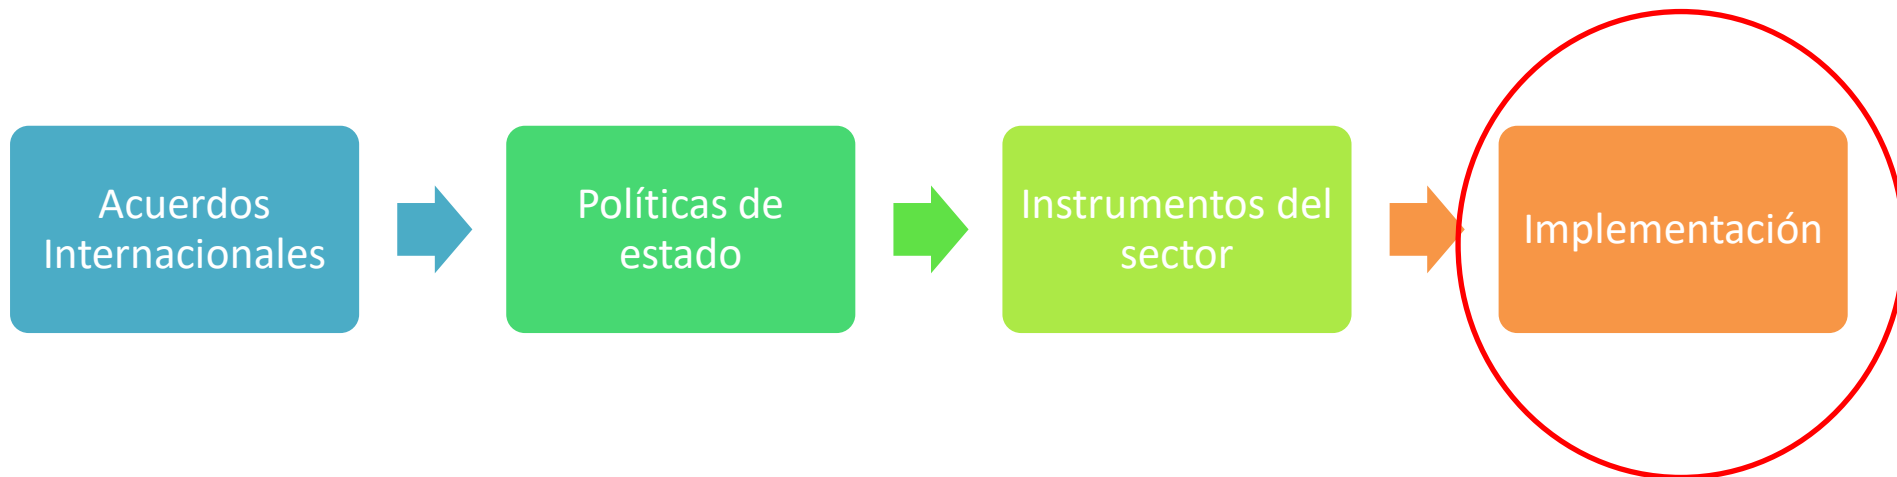 Acuerdos
Internacionales
Políticas de
estado
Instrumentos del
sector
Implementación